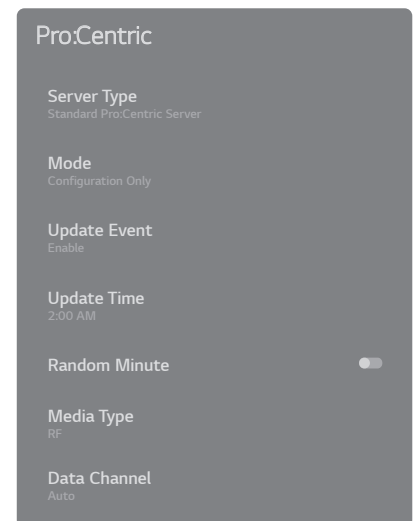 Pro:Centric
Server Type
Standard Pro:Centric Server
Mode
Configuration Only
Update Event
Enable
Update Time
2:00 AM
Random Minute
Media Type
RF
Data Channel
Auto